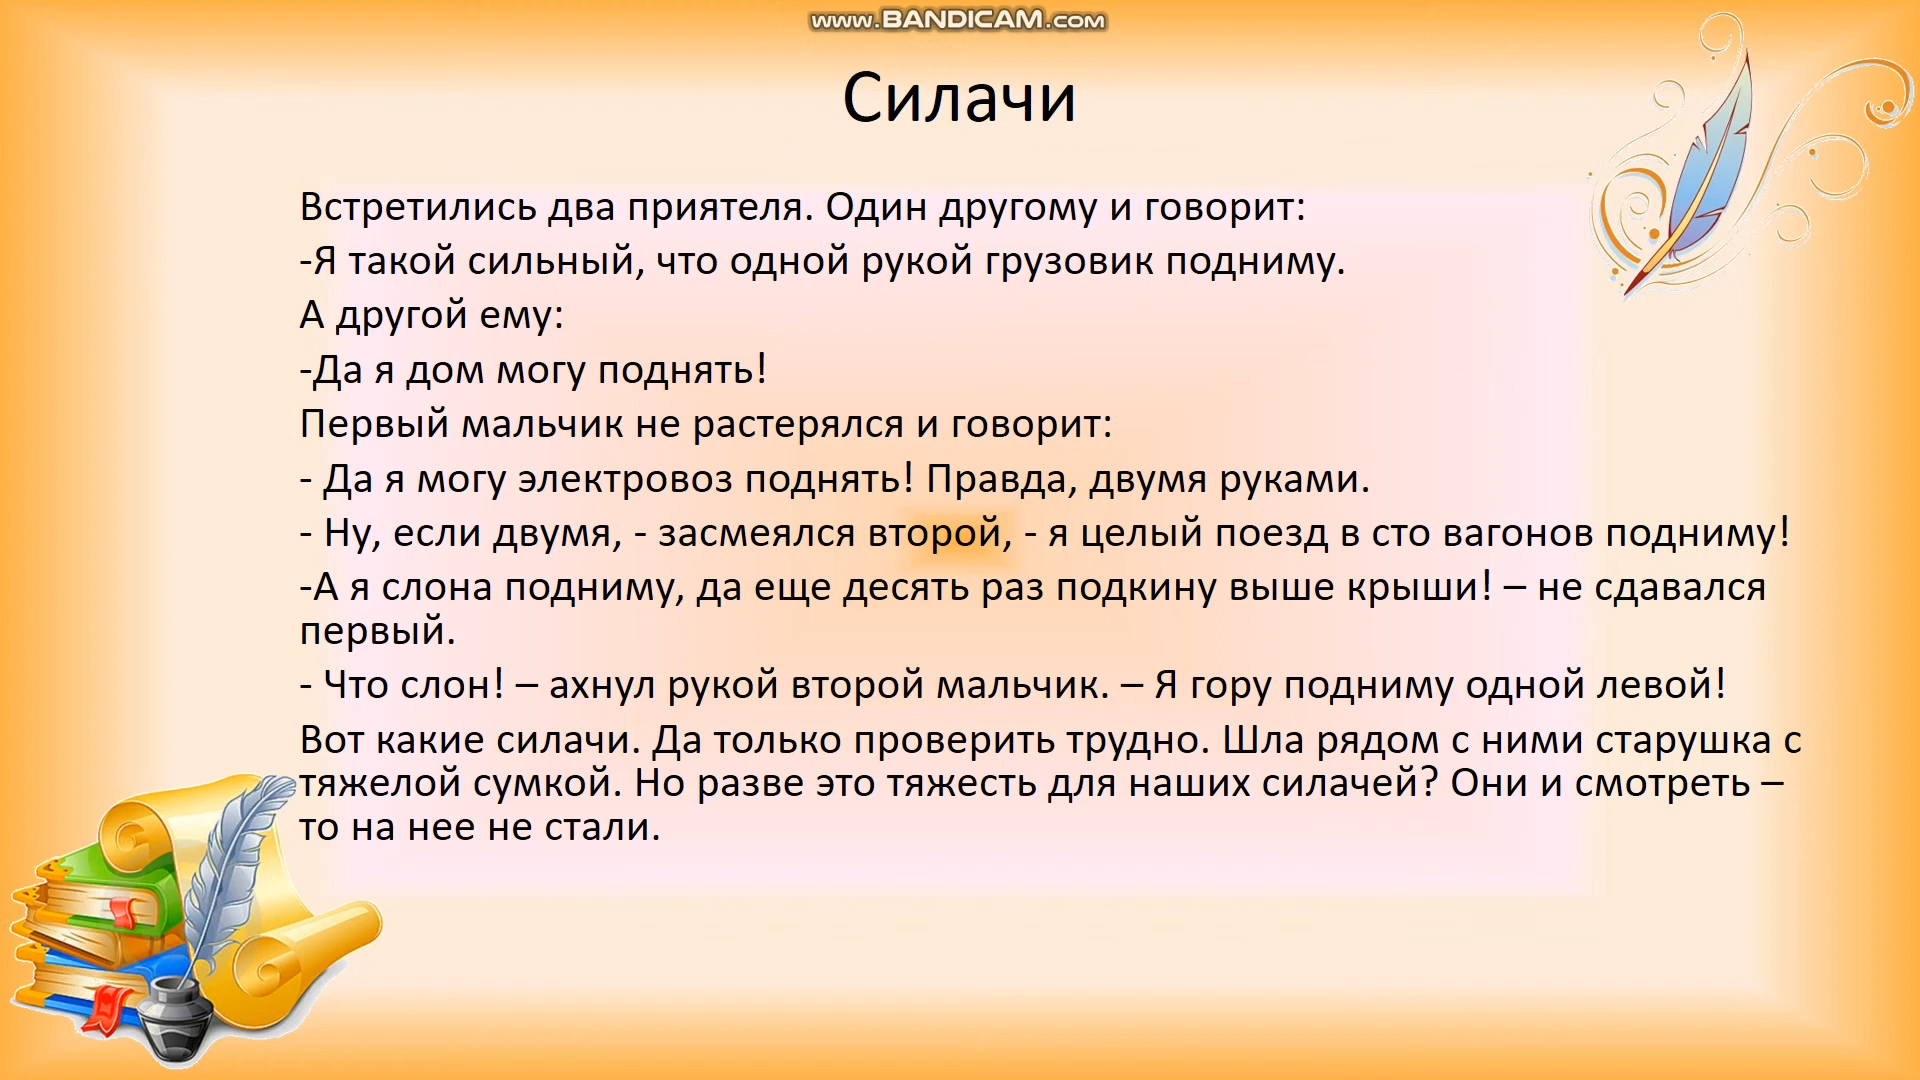 www.BANDICAM.com
Силачи
Встретились два приятеля. Один другому и говорит:
-Я такой сильный, что одной рукой грузовик подниму.
А другой ему:
-Да я дом могу поднять!
Первый мальчик не растерялся и говорит:
- Да я могу электровоз поднять! Правда, двумя руками.
- Ну, если двумя, - засмеялся второй, - я целый поезд в сто вагонов подниму!
-А я слона подниму, да еще десять раз подкину выше крыши! – не сдавался
первый.
- Что слон! – ахнул рукой второй мальчик. – Я гору подниму одной левой!
Вот какие силачи. Да только проверить трудно. Шла рядом с ними старушка с
тяжелой сумкой. Но разве это тяжесть для наших силачей? Они и смотреть –
то на нее не стали.